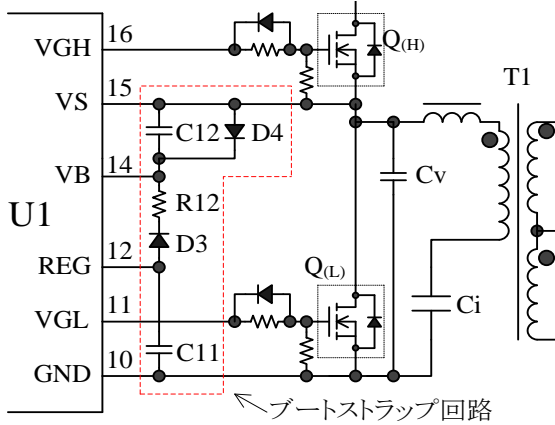 16
VGH
Q(H)
T1
15
VS
C12
D4
14
VB
Cv
R12
U1
D3
12
REG
Q(L)
11
VGL
Ci
C11
10
GND
ブートストラップ回路